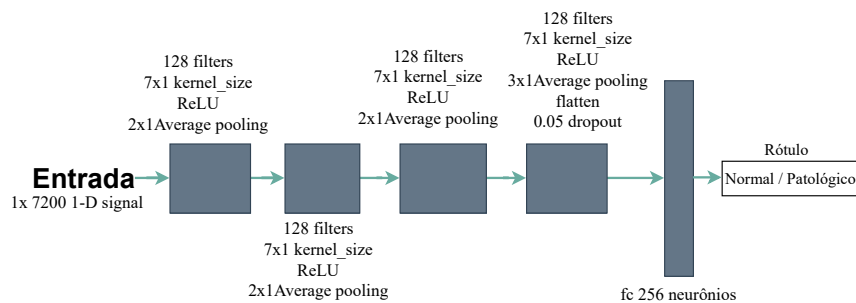 128 filters
7x1 kernel_size
ReLU
2x1Average pooling
128 filters
7x1 kernel_size
ReLU
2x1Average pooling
128 filters
7x1 kernel_size
ReLU
3x1Average pooling
flatten
0.05 dropout
Entrada
1x 7200 1-D signal
128 filters
7x1 kernel_size
ReLU
2x1Average pooling
Rótulo
Normal / Patológico
fc 256 neurônios